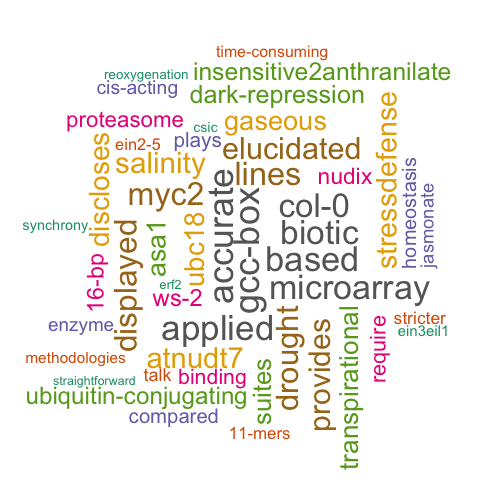 time-consuming
reoxygenation
insensitive2anthranilate
cis-acting
dark-repression
proteasome
csic
gaseous
ein2-5
plays
elucidated
discloses
salinity
lines
nudix
stressdefense
homeostasis
jasmonate
myc2
accurate
gcc-box
col-0
synchrony
displayed
asa1
ubc18
biotic
based
16-bp
erf2
ws-2
microarray
enzyme
applied
drought
provides
transpirational
require
stricter
ein3eil1
methodologies
atnudt7
talk
binding
suites
straightforward
ubiquitin-conjugating
compared
11-mers